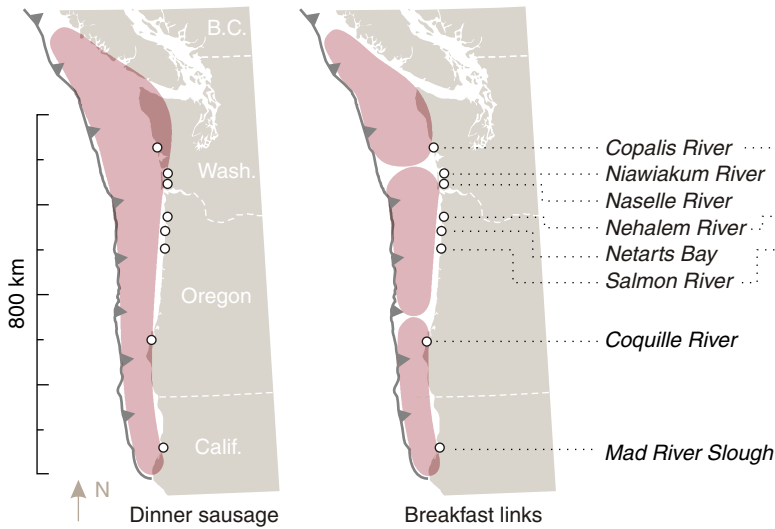 B.C.
Wash.
Oregon
Calif.
800 km
N
Dinner sausage
Breakfast links
Copalis River
Niawiakum River
Naselle River
Nehalem River
Netarts Bay
Salmon River
Coquille River
Mad River Slough